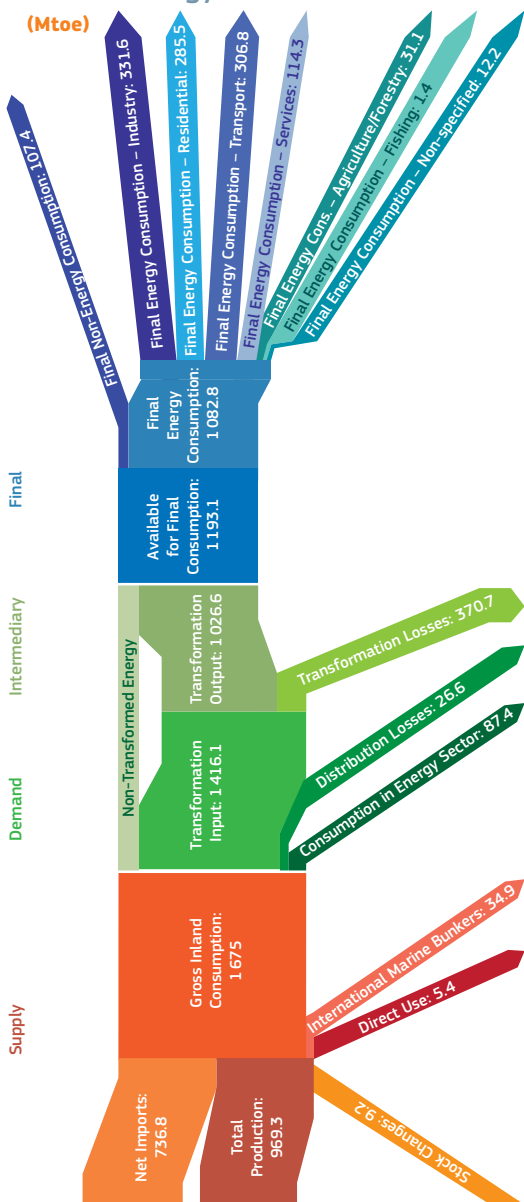 (Mtoe)
Final Non-Energy Consumption: 107.4
Final Energy Consumption – Industry: 331.6
Final Energy Consumption – Residential: 285.5
Final Energy Consumption – Transport: 306.8
Final Energy Consumption – Services: 114.3
Final Energy Cons. – Agriculture/Forestry: 31.1
Final Energy Consumption – Fishing: 1.4
Final Energy Consumption – Non-specified: 12.2
Final
Final
Energy
Consumption:
1 082.8
Available
for Final
Consumption:
1193.1
Intermediary
Non-Transformed Energy
Transformation
Output: 1 026.6
Transformation Losses: 370.7
Demand
Transformation
Input: 1 416.1
Distribution Losses: 26.6
Consumption in Energy Sector: 87.4
Supply
Gross Inland
Consumption:
1 675
International Marine Bunkers: 34.9
Direct Use: 5.4
Net Imports:
736.8
Total
Production:
969.3
Stock Changes: 9.2